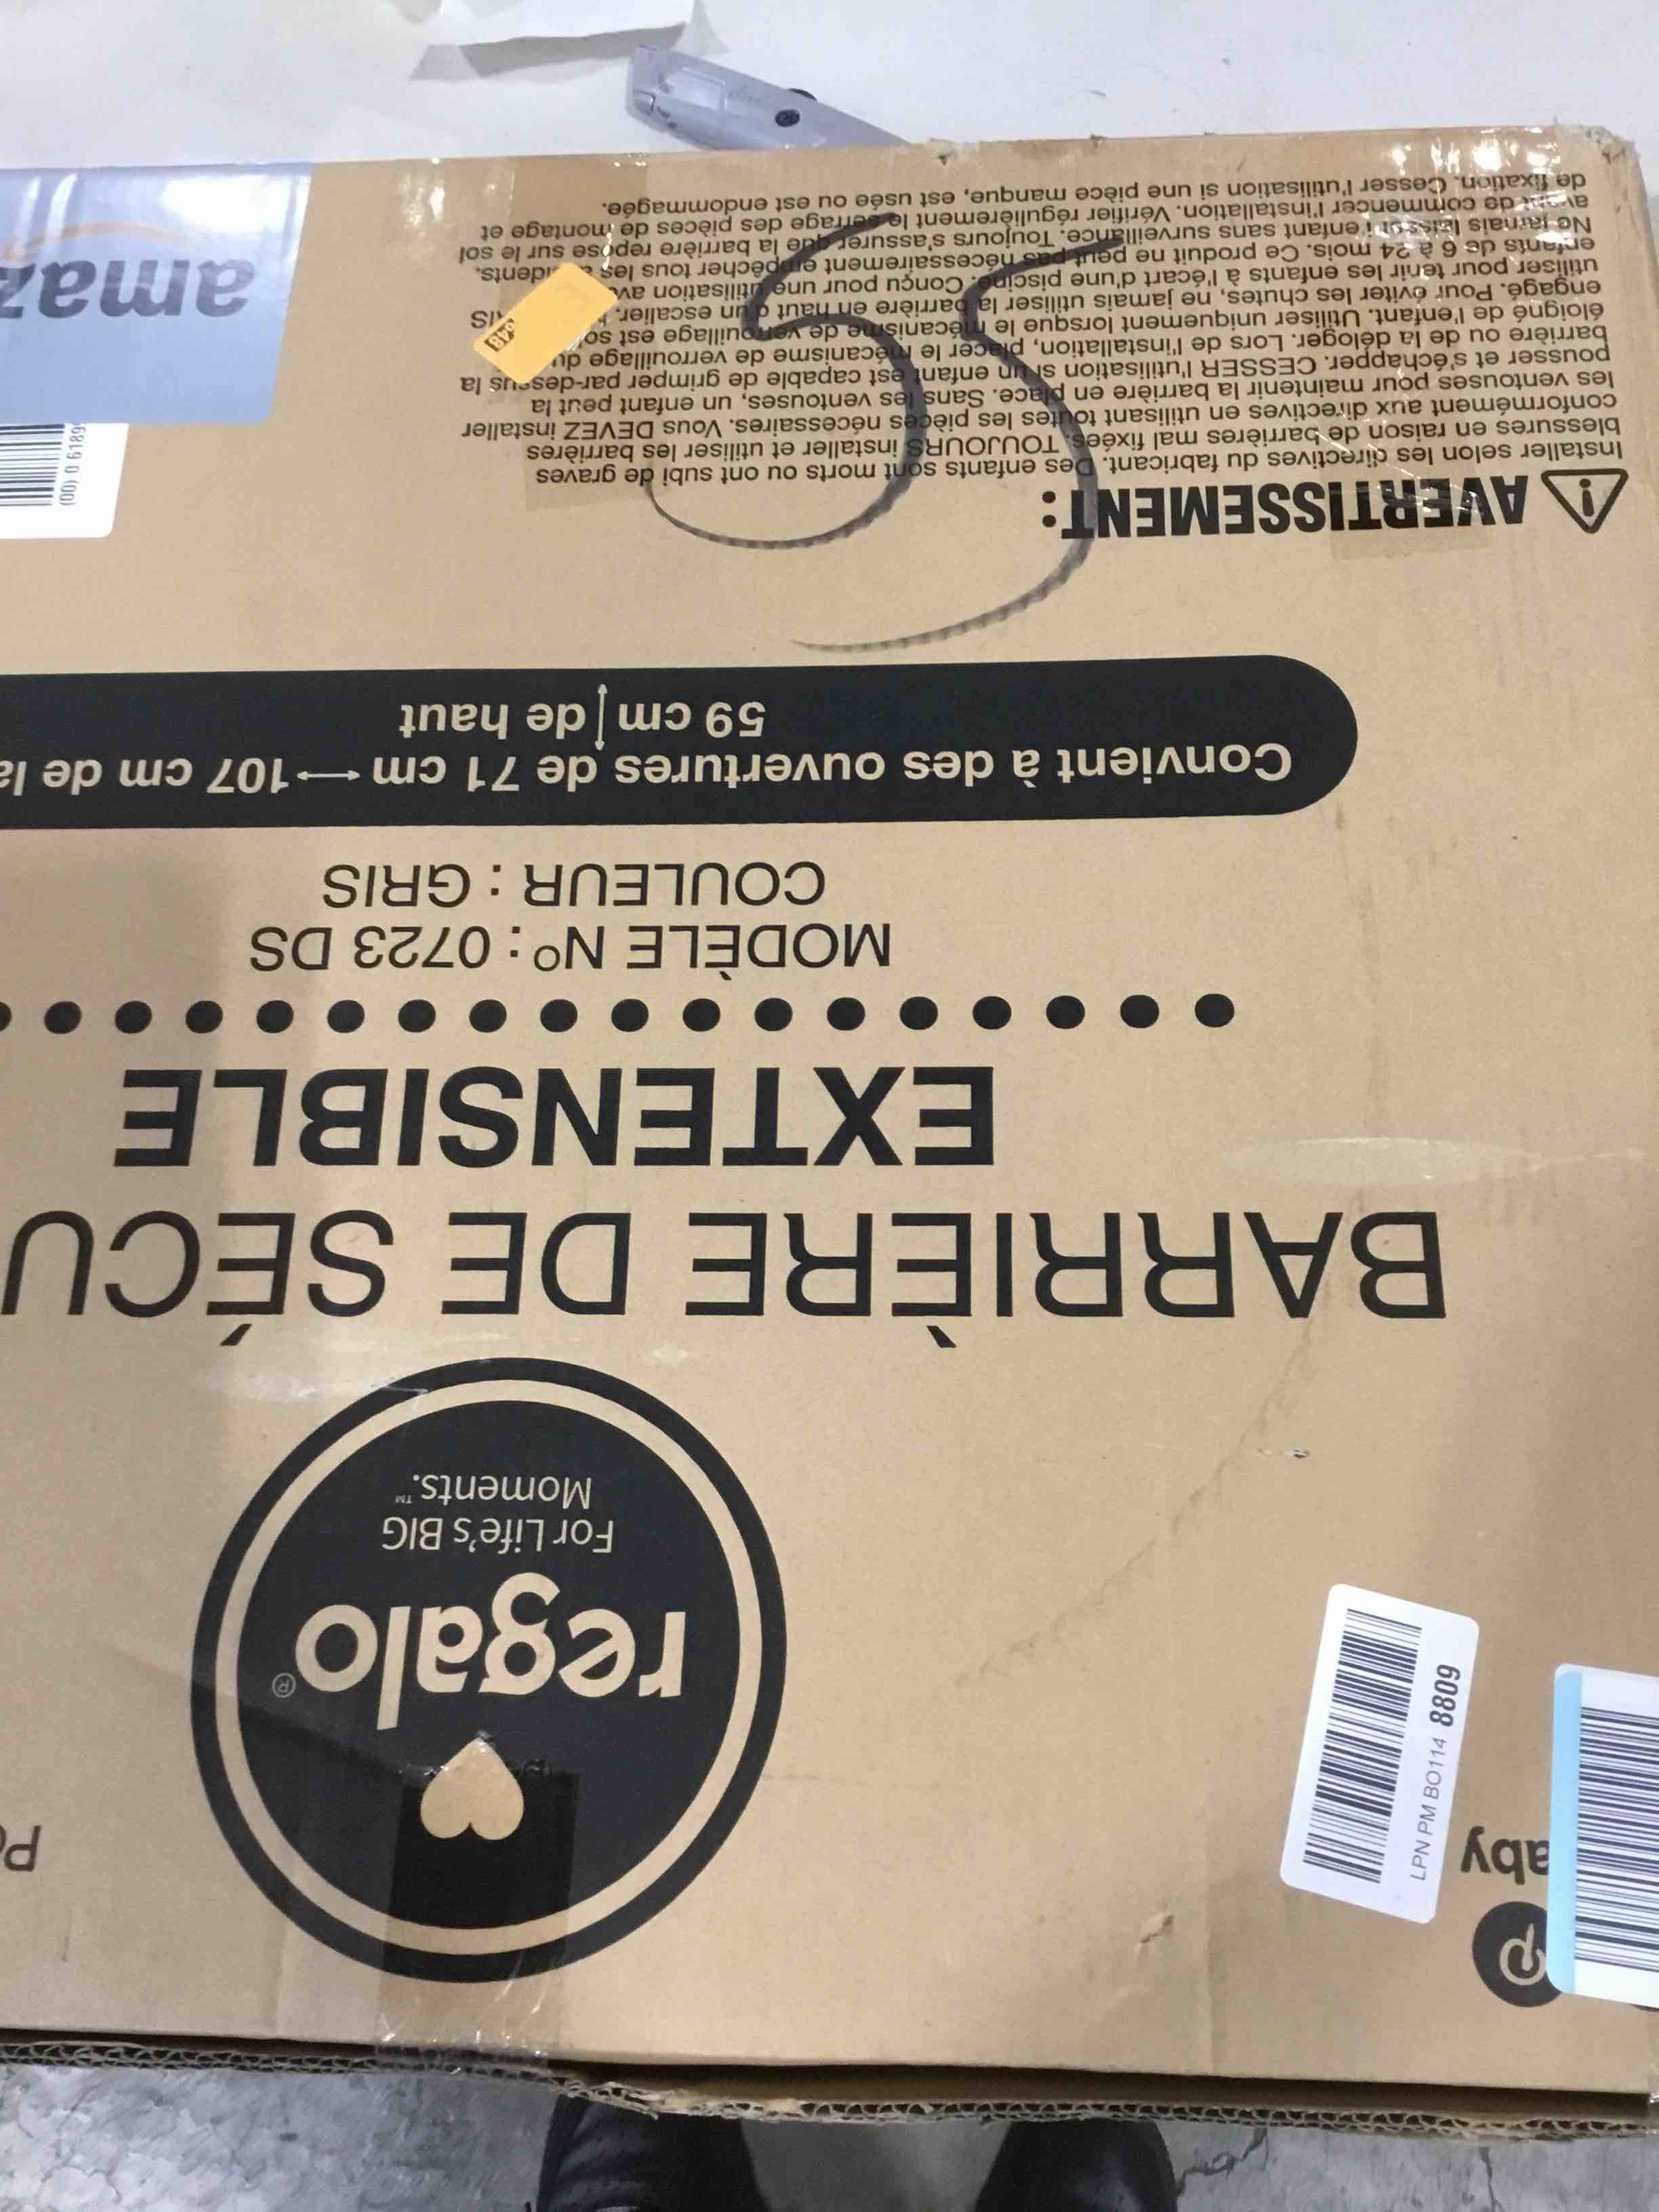 regalo®
For Life's BIG
Moments.™
aby
LPN PM BO114 8809
BARRIÈRE DE SÉCU
EXTENSIBLE
MODÈLE Nº: 0723 DS
COULEUR : GRIS
Convient à des ouvertures de 71 cm ⟷ 107 cm de la
59 cm ↕ de haut
AVERTISSEMENT:
Installer selon les directives du fabricant. Des enfants sont morts ou ont subi de graves
blessures en raison de barrières mal fixées. TOUJOURS installer et utiliser les barrières
conformément aux directives en utilisant toutes les pièces nécessaires. Vous DEVEZ installer
les ventouses pour maintenir la barrière en place. Sans les ventouses, un enfant peut la
pousser et s'échapper. CESSER l'utilisation si un enfant est capable de grimper par-dessus la
barrière ou de la déloger. Lors de l'installation, placer le mécanisme de verrouillage du
éloigné de l'enfant. Utiliser uniquement lorsque le mécanisme de verrouillage est
engagé. Pour éviter les chutes, ne jamais utiliser la barrière en haut d'un escalier.
utiliser pour tenir les enfants à l'écart d'une piscine. Conçu pour une utilisation
enfants de 6 à 24 mois. Ce produit ne peut pas nécessairement empêcher tous les accidents.
Ne jamais laisser l'enfant sans surveillance. Toujours s'assurer que la barrière repose sur le sol
avant de commencer l'installation. Vérifier régulièrement le serrage des pièces de montage et
de fixation. Cesser l'utilisation si une pièce manque, est usée ou est endommagée.
(00) 0 6189
amaz